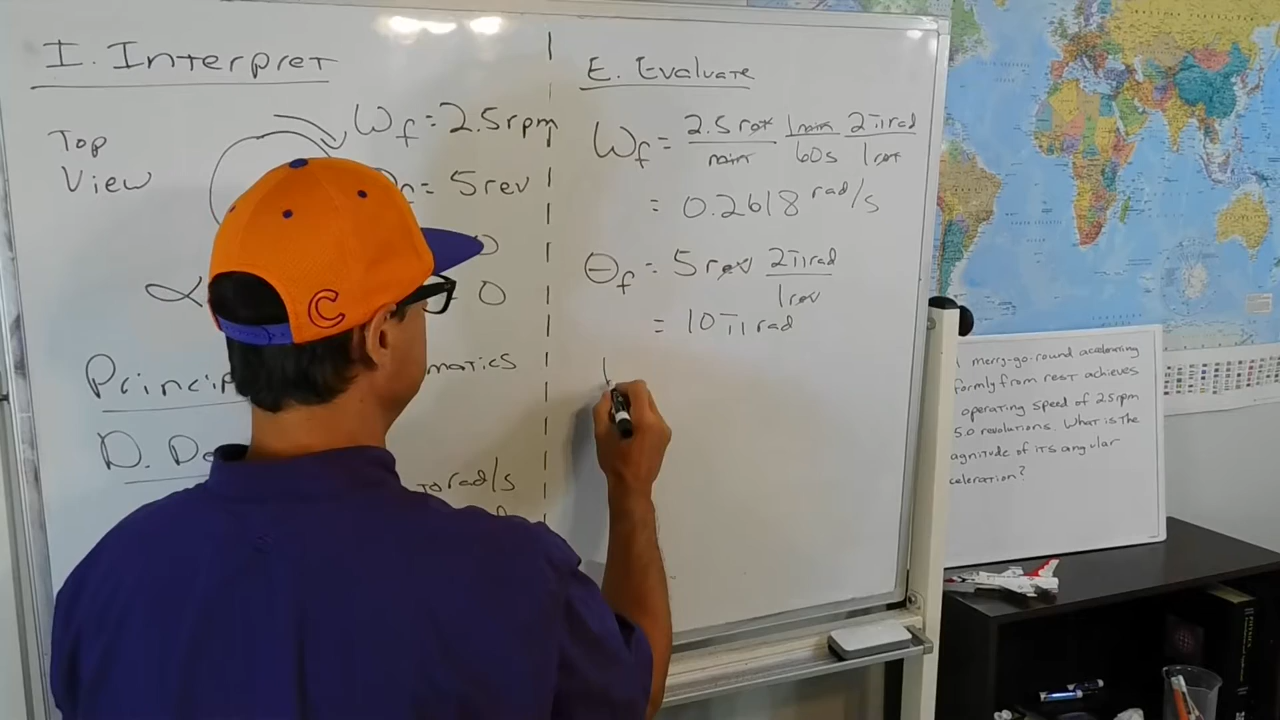 I. Interpret
Top
View
ωf = 2.5 rpm
= 5 rev
0
α
= 0
matics
D.
to rad/s
E. Evaluate
ωf = 2.5 rot/min 1 min/60s 2π rad/1 rot
= 0.2618 rad/s
Θf = 5 rev 2π rad/1 rev
= 10π rad
C
merry-go-round accelerating
formly from rest achieves
operating speed of 2.5 rpm
5.0 revolutions. What is the
agnitude of its angular
celeration?